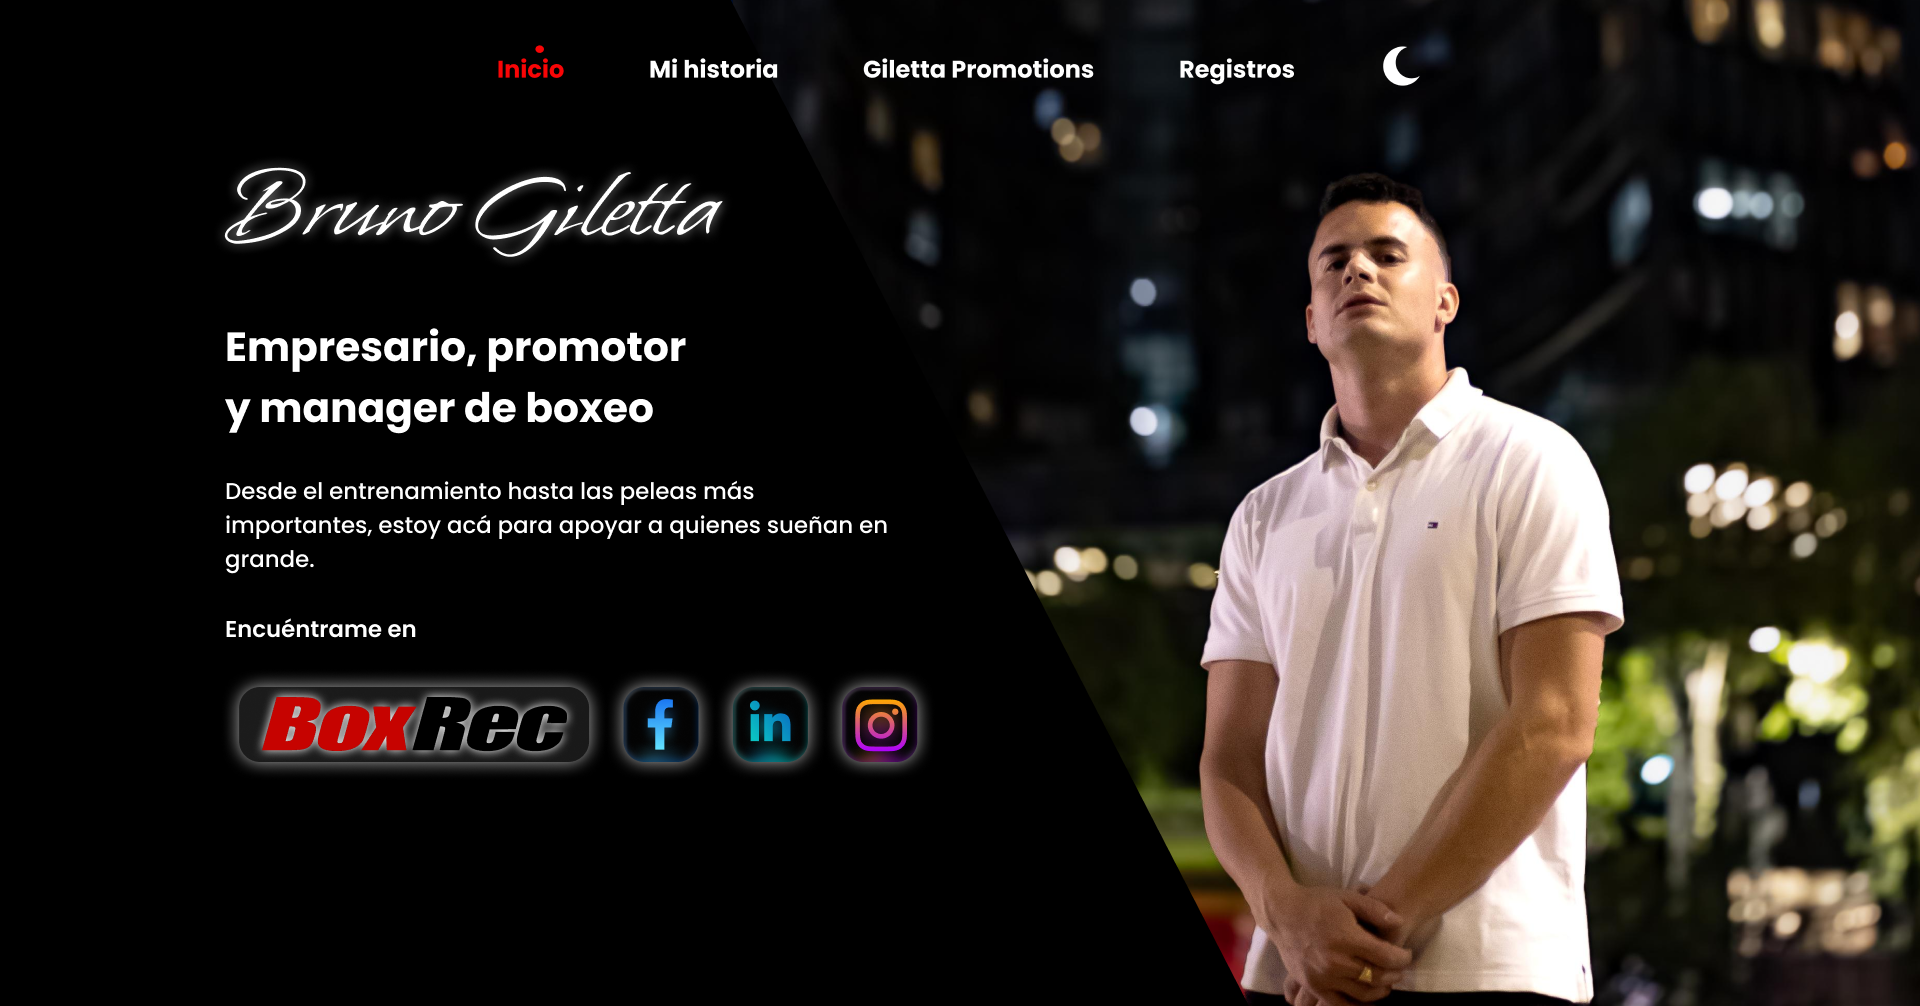 Inicio Mi historia Giletta Promotions Registros
Bruno Giletta
Empresario, promotor
y manager de boxeo
Desde el entrenamiento hasta las peleas más
importantes, estoy acá para apoyar a quienes sueñan en
grande.
Encuéntrame en
BoxRec
in